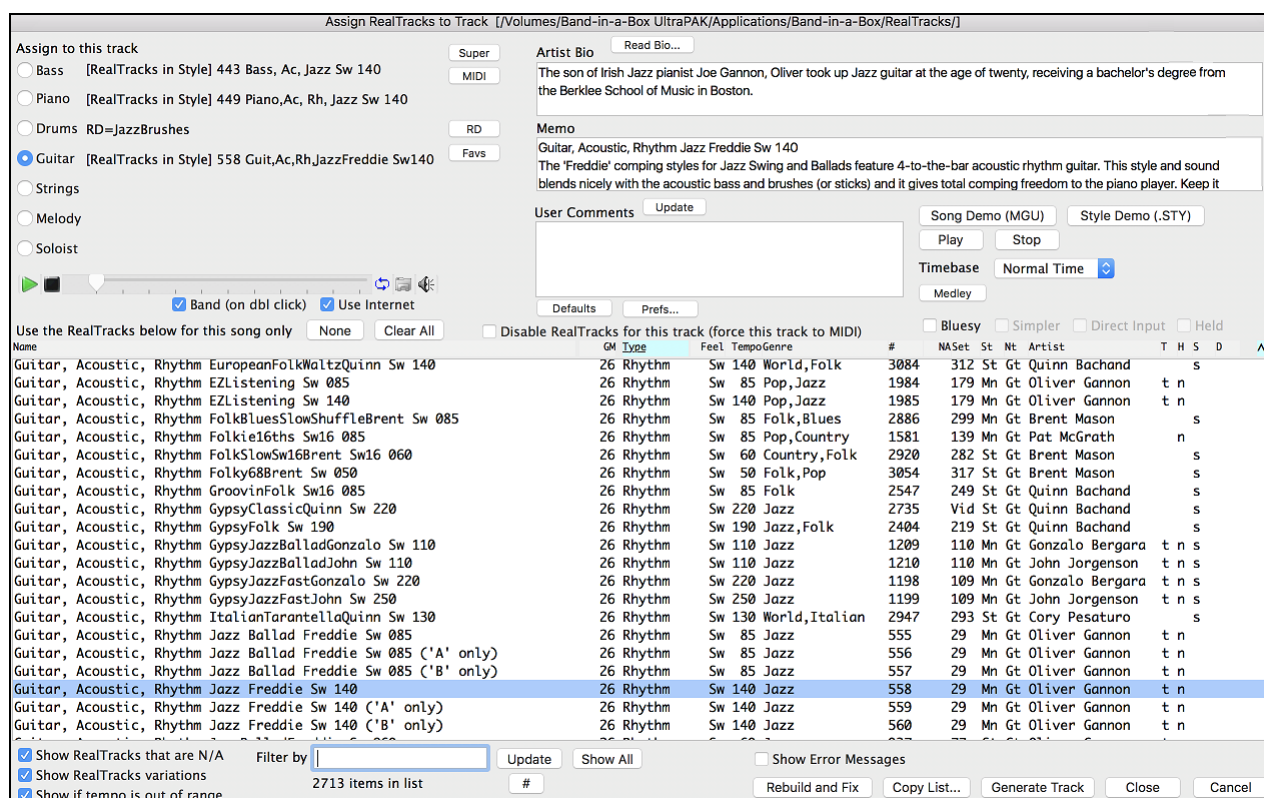 Assign RealTracks to Track [/Volumes/Band-in-a-Box UltraPAK/Applications/Band-in-a-Box/RealTracks/]
Assign to this track
Bass [RealTracks in Style] 443 Bass, Ac, Jazz Sw 140
Piano [RealTracks in Style] 449 Piano,Ac, Rh, Jazz Sw 140
Drums RD=JazzBrushes
Guitar [RealTracks in Style] 558 Guit,Ac,Rh,JazzFreddie Sw140
Strings
Melody
Soloist
Super
MIDI
RD
Favs
Band (on dbl click) Use Internet
Artist Bio Read Bio...
The son of Irish Jazz pianist Joe Gannon, Oliver took up Jazz guitar at the age of twenty, receiving a bachelor's degree from
the Berklee School of Music in Boston.
Memo
Guitar, Acoustic, Rhythm Jazz Freddie Sw 140
The 'Freddie' comping styles for Jazz Swing and Ballads feature 4-to-the-bar acoustic rhythm guitar. This style and sound
blends nicely with the acoustic bass and brushes (or sticks) and it gives total comping freedom to the piano player. Keep it
User Comments Update
Defaults Prefs...
Song Demo (MGU) Style Demo (.STY)
Play Stop
Timebase Normal Time
Medley
Use the RealTracks below for this song only None Clear All Disable RealTracks for this track (force this track to MIDI) Bluesy Simpler Direct Input Held
Name GM Type Feel TempoGenre # NASet St Nt Artist T H S D
Guitar, Acoustic, Rhythm EuropeanFolkWaltzQuinn Sw 140 26 Rhythm Sw 140 World,Folk 3084 312 St Gt Quinn Bachand s
Guitar, Acoustic, Rhythm EZListening Sw 085 26 Rhythm Sw 85 Pop,Jazz 1984 179 Mn Gt Oliver Gannon t n
Guitar, Acoustic, Rhythm EZListening Sw 140 26 Rhythm Sw 140 Pop,Jazz 1985 179 Mn Gt Oliver Gannon t n
Guitar, Acoustic, Rhythm FolkBluesSlowShuffleBrent Sw 085 26 Rhythm Sw 85 Folk,Blues 2886 299 Mn Gt Brent Mason s
Guitar, Acoustic, Rhythm Folkie16ths Sw16 085 26 Rhythm Sw 85 Pop,Country 1581 139 Mn Gt Pat McGrath n
Guitar, Acoustic, Rhythm FolkSlowSw16Brent Sw16 060 26 Rhythm Sw 60 Country,Folk 2920 282 St Gt Brent Mason s
Guitar, Acoustic, Rhythm Folky68Brent Sw 050 26 Rhythm Sw 50 Folk,Pop 3054 317 St Gt Brent Mason s
Guitar, Acoustic, Rhythm GroovinFolk Sw16 085 26 Rhythm Sw 85 Folk 2547 249 St Gt Quinn Bachand s
Guitar, Acoustic, Rhythm GypsyClassicQuinn Sw 220 26 Rhythm Sw 220 Jazz 2735 Vid St Gt Quinn Bachand s
Guitar, Acoustic, Rhythm GypsyFolk Sw 190 26 Rhythm Sw 190 Jazz,Folk 2404 219 St Gt Quinn Bachand s
Guitar, Acoustic, Rhythm GypsyJazzBalladGonzalo Sw 110 26 Rhythm Sw 110 Jazz 1209 110 Mn Gt Gonzalo Bergara t n s
Guitar, Acoustic, Rhythm GypsyJazzBalladJohn Sw 110 26 Rhythm Sw 110 Jazz 1210 110 Mn Gt John Jorgenson t n s
Guitar, Acoustic, Rhythm GypsyJazzFastGonzalo Sw 220 26 Rhythm Sw 220 Jazz 1198 109 Mn Gt Gonzalo Bergara t n s
Guitar, Acoustic, Rhythm GypsyJazzFastJohn Sw 250 26 Rhythm Sw 250 Jazz 1199 109 Mn Gt John Jorgenson t n s
Guitar, Acoustic, Rhythm ItalianTarantellaQuinn Sw 130 26 Rhythm Sw 130 World,Italian 2947 293 St Gt Cory Pesaturo s
Guitar, Acoustic, Rhythm Jazz Ballad Freddie Sw 085 26 Rhythm Sw 85 Jazz 555 29 Mn Gt Oliver Gannon t n
Guitar, Acoustic, Rhythm Jazz Ballad Freddie Sw 085 ('A' only) 26 Rhythm Sw 85 Jazz 556 29 Mn Gt Oliver Gannon t n
Guitar, Acoustic, Rhythm Jazz Ballad Freddie Sw 085 ('B' only) 26 Rhythm Sw 85 Jazz 557 29 Mn Gt Oliver Gannon t n
Guitar, Acoustic, Rhythm Jazz Freddie Sw 140 26 Rhythm Sw 140 Jazz 558 29 Mn Gt Oliver Gannon t n
Guitar, Acoustic, Rhythm Jazz Freddie Sw 140 ('A' only) 26 Rhythm Sw 140 Jazz 559 29 Mn Gt Oliver Gannon t n
Guitar, Acoustic, Rhythm Jazz Freddie Sw 140 ('B' only) 26 Rhythm Sw 140 Jazz 560 29 Mn Gt Oliver Gannon t n
Show RealTracks that are N/A Filter by Update Show All Show Error Messages
Show RealTracks variations 2713 items in list # Rebuild and Fix Copy List... Generate Track Close Cancel
Show if tempo is out of range